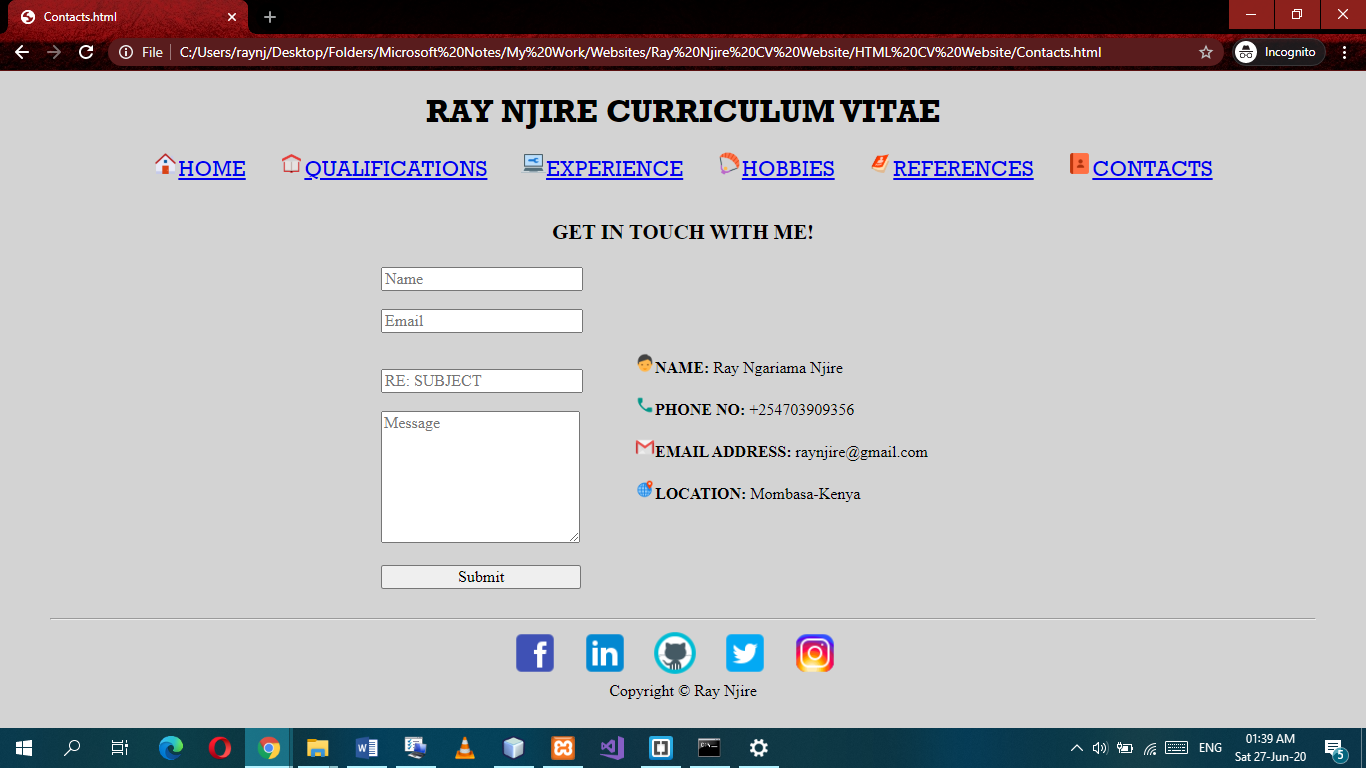 Contacts.html
File C:/Users/raynj/Desktop/Folders/Microsoft%20Notes/My%20Work/Websites/Ray%20Njire%20CV%20Website/HTML%20CV%20Website/Contacts.html Incognito
RAY NJIRE CURRICULUM VITAE
HOME QUALIFICATIONS EXPERIENCE HOBBIES REFERENCES CONTACTS
GET IN TOUCH WITH ME!
Name
Email
RE: SUBJECT
Message
Submit
NAME: Ray Ngariama Njire
PHONE NO: +254703909356
EMAIL ADDRESS: raynjire@gmail.com
LOCATION: Mombasa-Kenya
Copyright © Ray Njire
ENG
01:39 AM
Sat 27-Jun-20
5